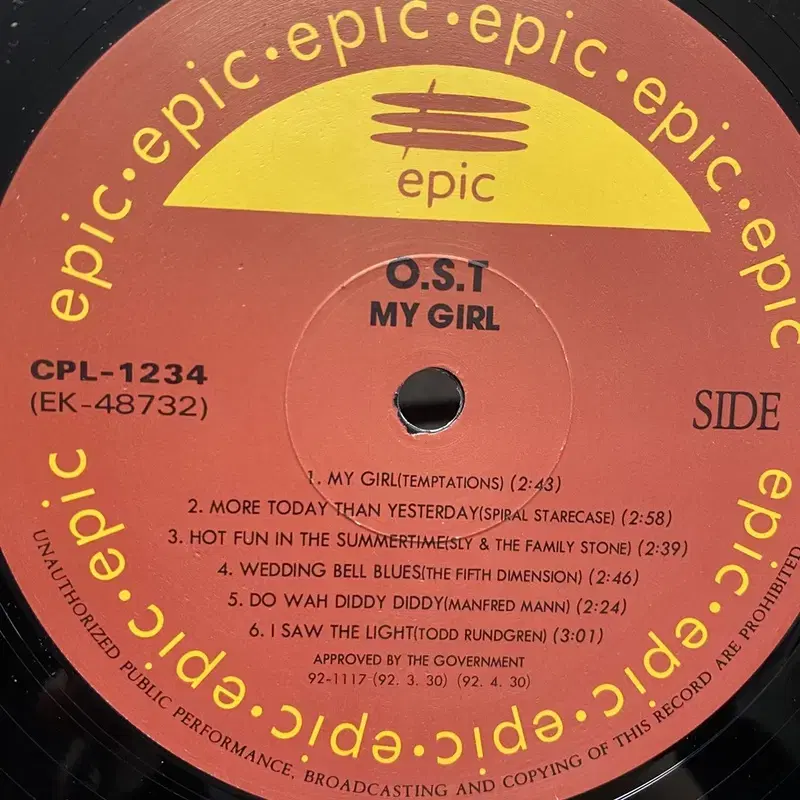 epic·epic·epic·epic·epic·epic·epic
epic
O.S.T
MY GIRL
CPL-1234
(EK-48732)
SIDE
1. MY GIRL(TEMPTATIONS) (2:43)
2. MORE TODAY THAN YESTERDAY(SPIRAL STARECASE) (2:58)
3. HOT FUN IN THE SUMMERTIME(SLY & THE FAMILY STONE) (2:39)
4. WEDDING BELL BLUES(THE FIFTH DIMENSION) (2:46)
5. DO WAH DIDDY DIDDY(MANFRED MANN) (2:24)
6. I SAW THE LIGHT(TODD RUNDGREN) (3:01)
APPROVED BY THE GOVERNMENT
92-1117 (92. 3. 30) (92. 4. 30)
epic·epic·epic·epic·epic·epic·epic
UNAUTHORIZED PUBLIC PERFORMANCE, BROADCASTING AND COPYING OF THIS RECORD ARE PROHIBITED